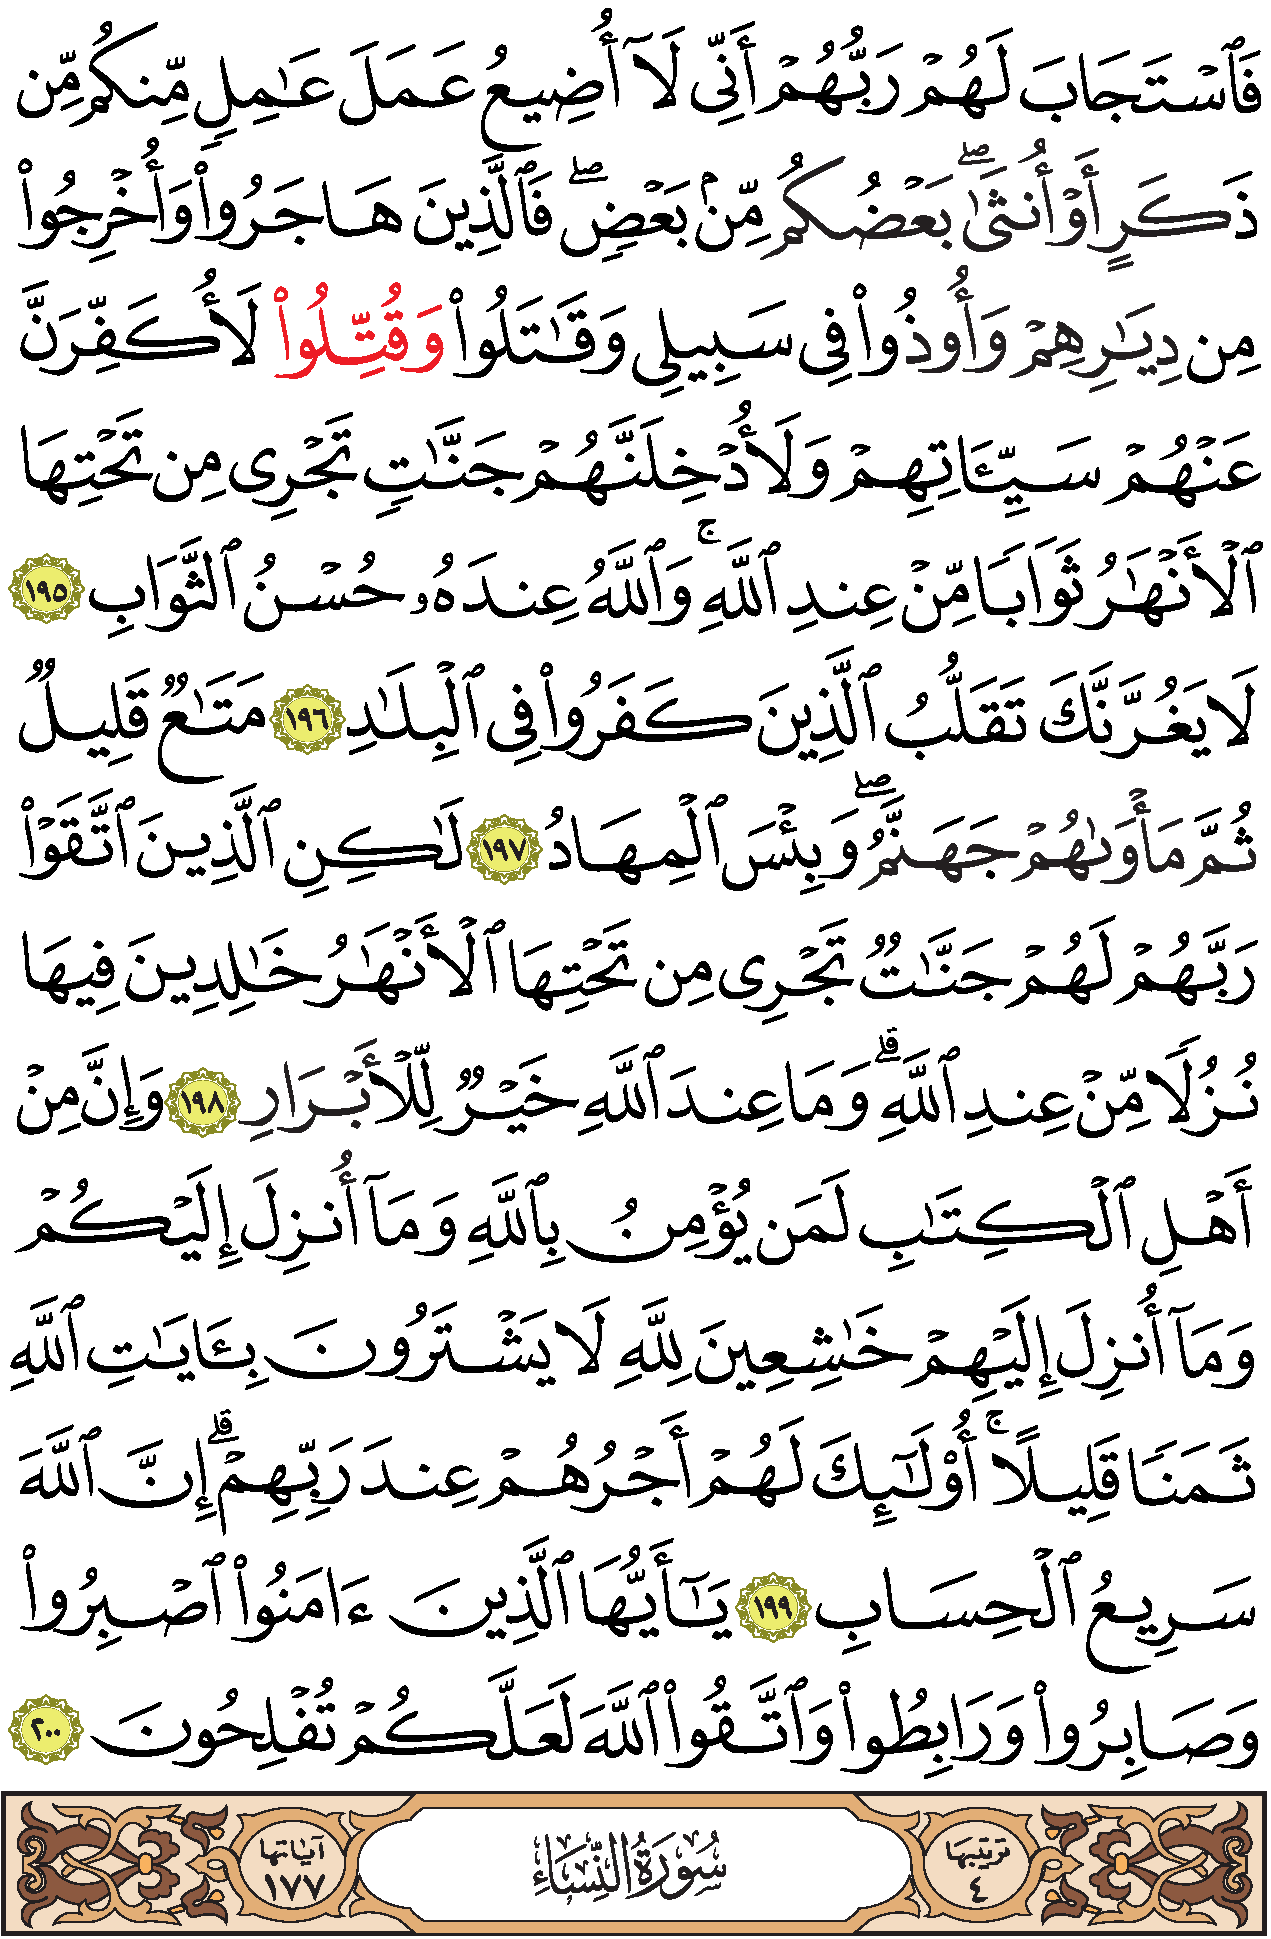 فَٱسۡتَجَابَ لَهُمۡ رَبُّهُمۡ أَنِّي لَآ أُضِيعُ عَمَلَ عَٰمِلٖ مِّنكُم مِّن
ذَكَرٍ أَوۡ أُنثَىٰۖ بَعۡضُكُم مِّنۢ بَعۡضٖۖ فَٱلَّذِينَ هَاجَرُواْ وَأُخۡرِجُواْ
مِن دِيَٰرِهِمۡ وَأُوذُواْ فِي سَبِيلِي وَقَٰتَلُواْ وَقُتِّلُواْ لَأُكَفِّرَنَّ
عَنۡهُمۡ سَيِّـَٔاتِهِمۡ وَلَأُدۡخِلَنَّهُمۡ جَنَّٰتٖ تَجۡرِي مِن تَحۡتِهَا
ٱلۡأَنۡهَٰرُ ثَوَابٗا مِّنۡ عِندِ ٱللَّهِۚ وَٱللَّهُ عِندَهُۥ حُسۡنُ ٱلثَّوَابِ ١٩٥
لَا يَغُرَّنَّكَ تَقَلُّبُ ٱلَّذِينَ كَفَرُواْ فِي ٱلۡبِلَٰدِ ١٩٦ مَتَٰعٞ قَلِيلٞ
ثُمَّ مَأۡوَىٰهُمۡ جَهَنَّمُۖ وَبِئۡسَ ٱلۡمِهَادُ ١٩٧ لَٰكِنِ ٱلَّذِينَ ٱتَّقَوۡاْ
رَبَّهُمۡ لَهُمۡ جَنَّٰتٞ تَجۡرِي مِن تَحۡتِهَا ٱلۡأَنۡهَٰرُ خَٰلِدِينَ فِيهَا
نُزُلٗا مِّنۡ عِندِ ٱللَّهِۗ وَمَا عِندَ ٱللَّهِ خَيۡرٞ لِّلۡأَبۡرَارِ ١٩٨ وَإِنَّ مِنۡ
أَهۡلِ ٱلۡكِتَٰبِ لَمَن يُؤۡمِنُ بِٱللَّهِ وَمَآ أُنزِلَ إِلَيۡكُمۡ
وَمَآ أُنزِلَ إِلَيۡهِمۡ خَٰشِعِينَ لِلَّهِ لَا يَشۡتَرُونَ بِـَٔايَٰتِ ٱللَّهِ
ثَمَنٗا قَلِيلًاۚ أُوْلَٰٓئِكَ لَهُمۡ أَجۡرُهُمۡ عِندَ رَبِّهِمۡۗ إِنَّ ٱللَّهَ
سَرِيعُ ٱلۡحِسَابِ ١٩٩ يَٰٓأَيُّهَا ٱلَّذِينَ ءَامَنُواْ ٱصۡبِرُواْ
وَصَابِرُواْ وَرَابِطُواْ وَٱتَّقُواْ ٱللَّهَ لَعَلَّكُمۡ تُفۡلِحُونَ ٢٠٠
ترتيبها ٤ سُورَةُ النِّسَاءِ آياتها ١٧٧